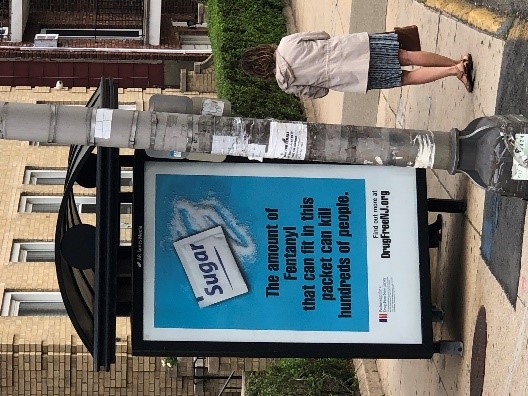 Sugar
The amount of
Fentanyl
that can fit in this
packet can kill
hundreds of people.
Find out more at
DrugFreeNJ.org